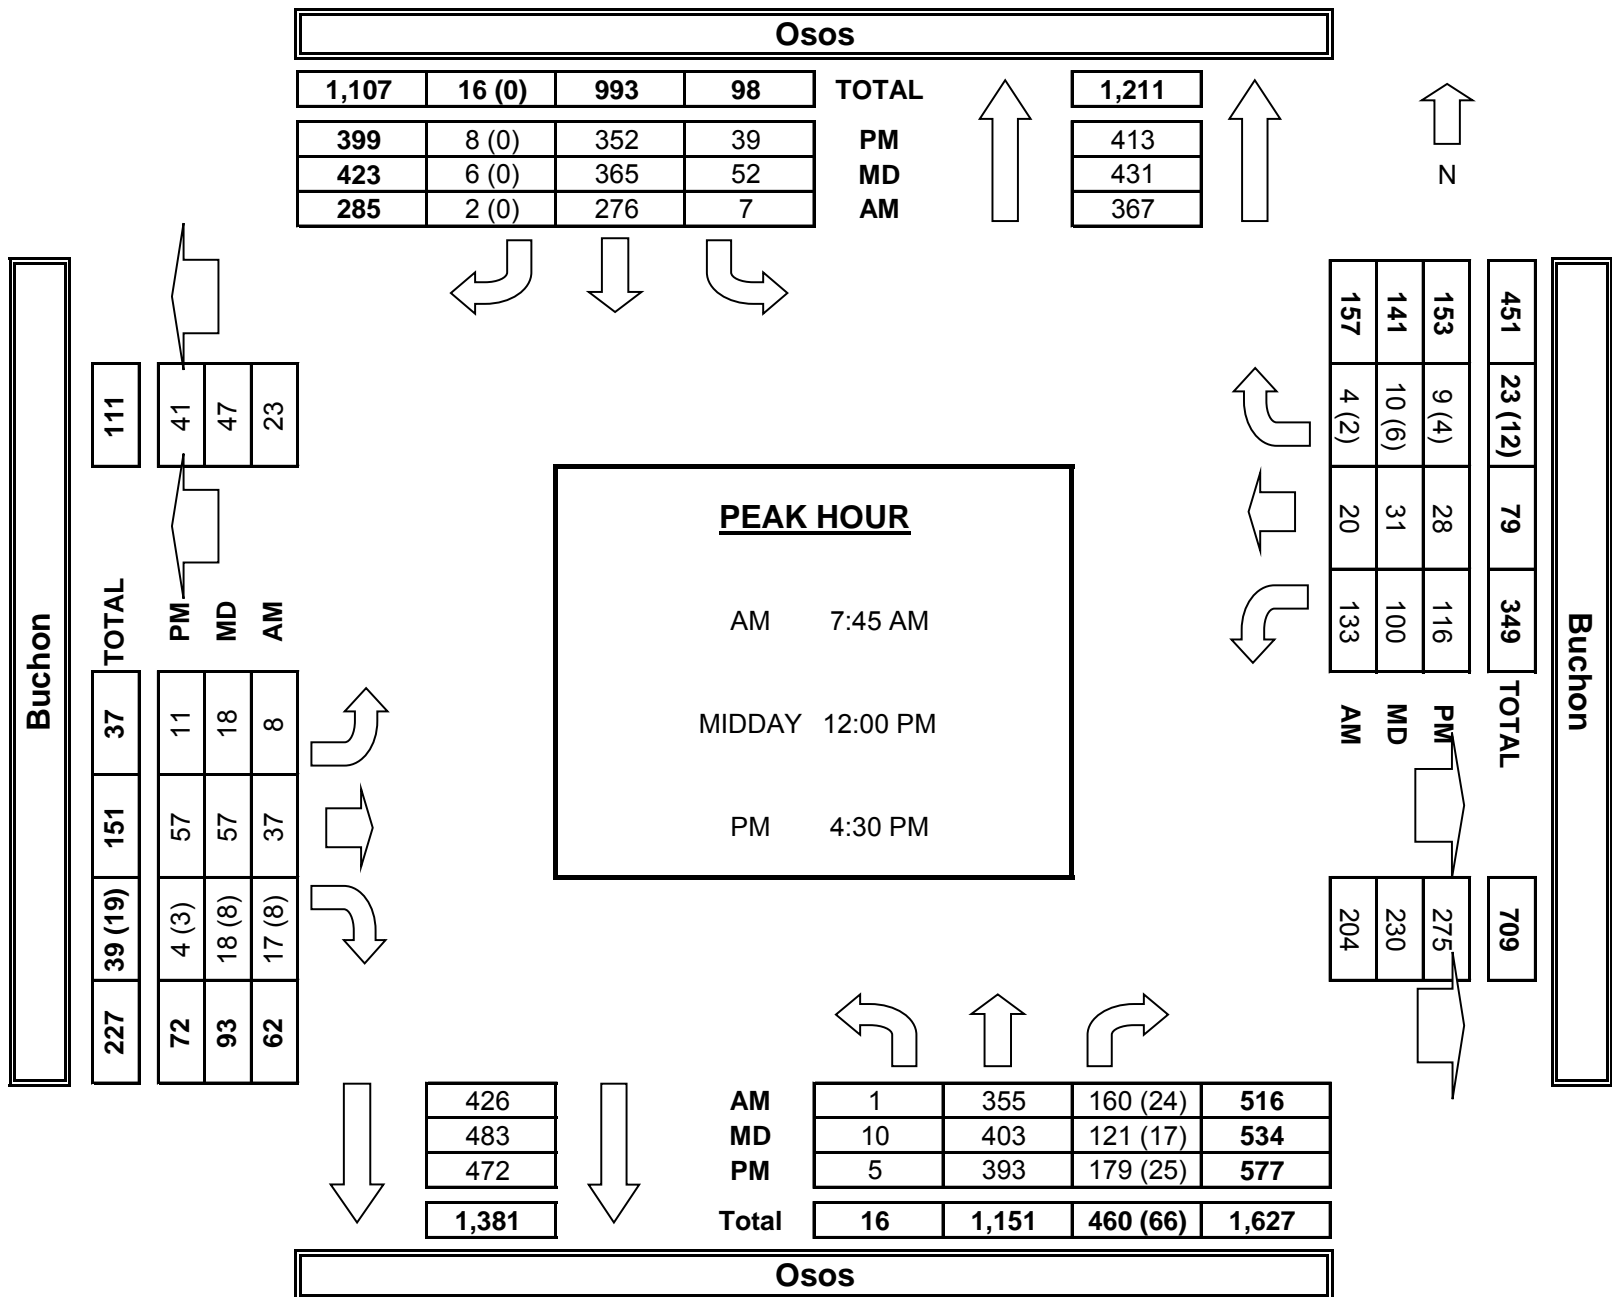 Osos
1,107 16 (0) 993 98 TOTAL 1,211
399 8 (0) 352 39 PM 413
423 6 (0) 365 52 MD 431
285 2 (0) 276 7 AM 367
N
Buchon
111
41
47
23
TOTAL
PM
MD
AM
37 151 39 (19) 227
11 57 4 (3) 72
18 57 18 (8) 93
8 37 17 (8) 62
PEAK HOUR
AM 7:45 AM
MIDDAY 12:00 PM
PM 4:30 PM
451 23 (12) 79 349 TOTAL
153 9 (4) 28 116 PM
141 10 (6) 31 100 MD
157 4 (2) 20 133 AM
709
275
230
204
Buchon
426 AM 1 355 160 (24) 516
483 MD 10 403 121 (17) 534
472 PM 5 393 179 (25) 577
1,381 Total 16 1,151 460 (66) 1,627
Osos